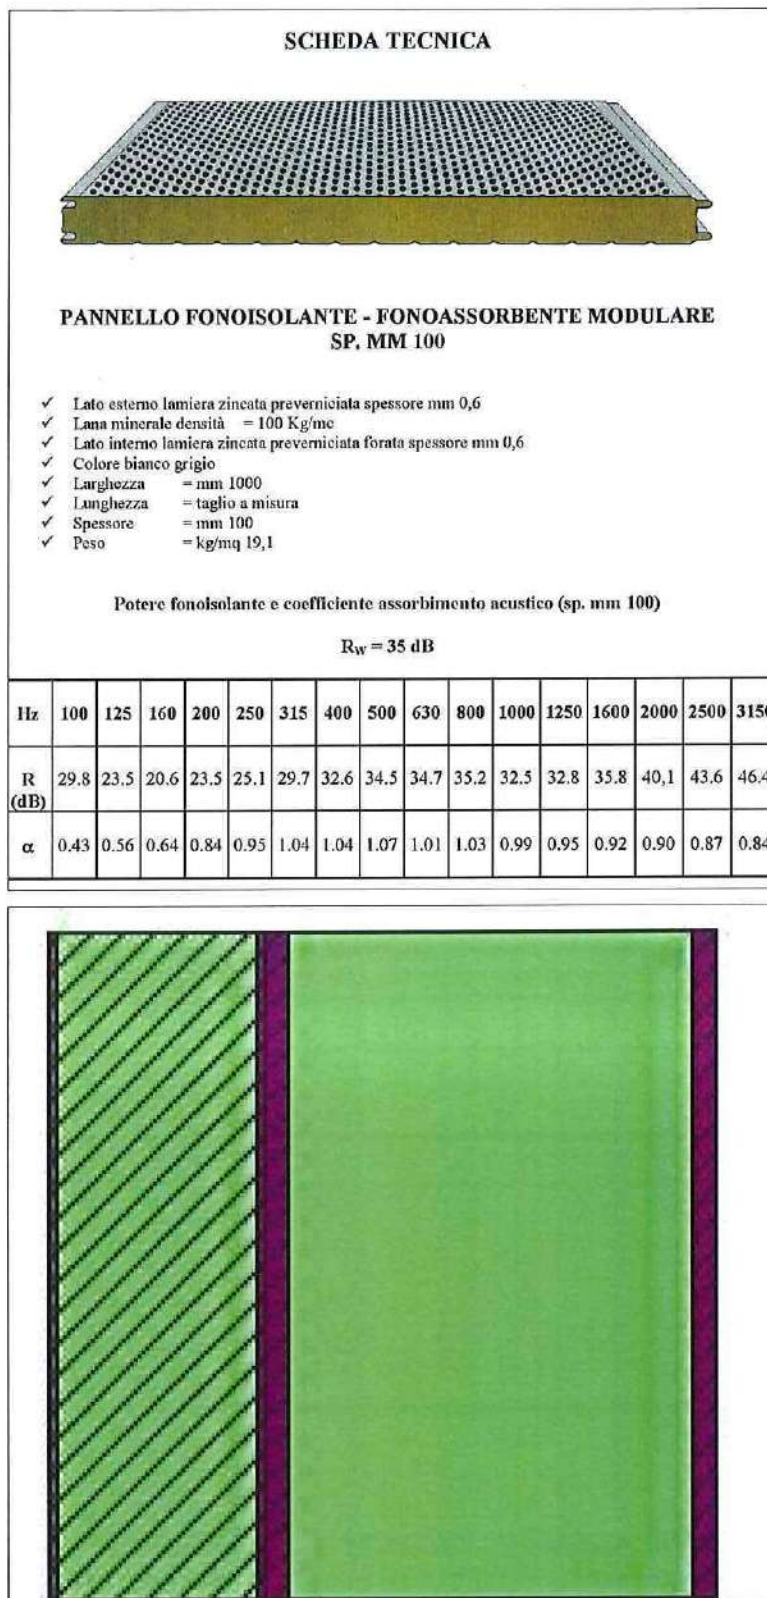 SCHEDA TECNICA
PANNELLO FONOISOLANTE - FONOASSORBENTE MODULARE
SP. MM 100
✓ Lato esterno lamiera zincata preverniciata spessore mm 0,6
✓ Lana minerale densità = 100 Kg/mc
✓ Lato interno lamiera zincata preverniciata forata spessore mm 0,6
✓ Colore bianco grigio
✓ Larghezza = mm 1000
✓ Lunghezza = taglio a misura
✓ Spessore = mm 100
✓ Peso = kg/mq 19,1
Potere fonoisolante e coefficiente assorbimento acustico (sp. mm 100)
RW = 35 dB
Hz 100 125 160 200 250 315 400 500 630 800 1000 1250 1600 2000 2500 3150
R (dB) 29.8 23.5 20.6 23.5 25.1 29.7 32.6 34.5 34.7 35.2 32.5 32.8 35.8 40,1 43.6 46.4
α 0.43 0.56 0.64 0.84 0.95 1.04 1.04 1.07 1.01 1.03 0.99 0.95 0.92 0.90 0.87 0.84